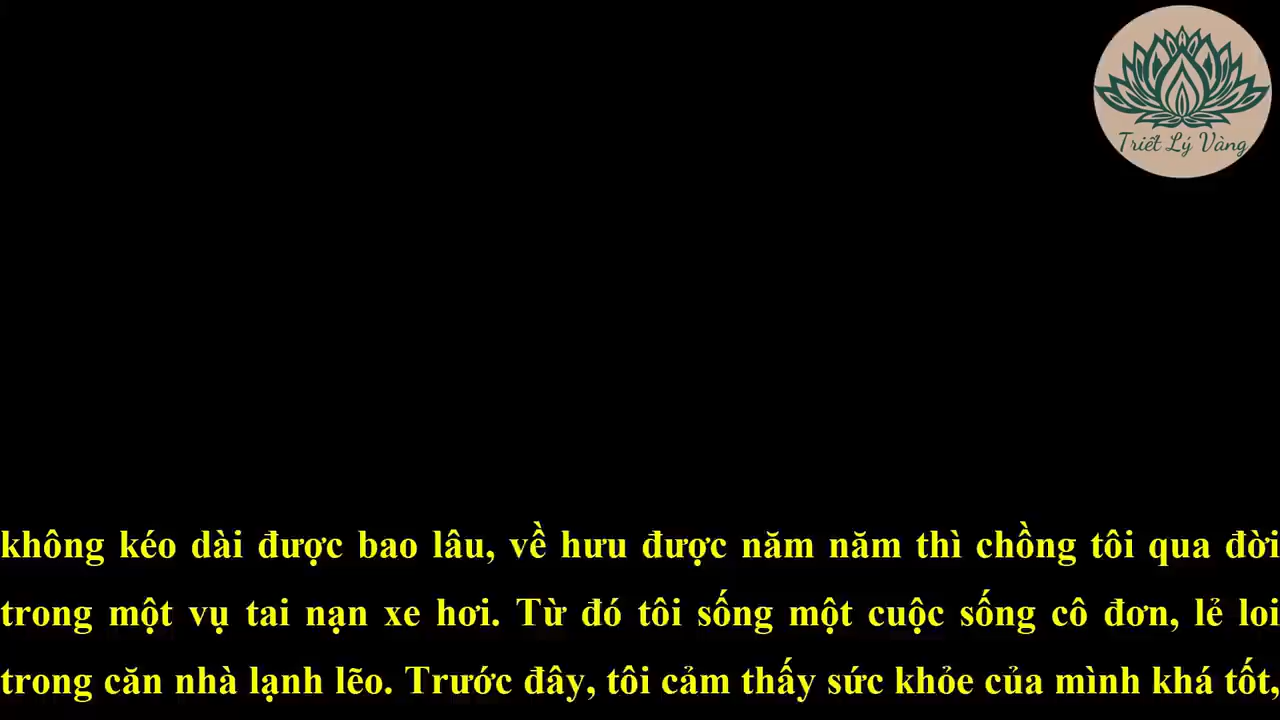 Triết Lý Vàng
không kéo dài được bao lâu, về hưu được năm năm thì chồng tôi qua đời
trong một vụ tai nạn xe hơi. Từ đó tôi sống một cuộc sống cô đơn, lẻ loi
trong căn nhà lạnh lẽo. Trước đây, tôi cảm thấy sức khỏe của mình khá tốt,